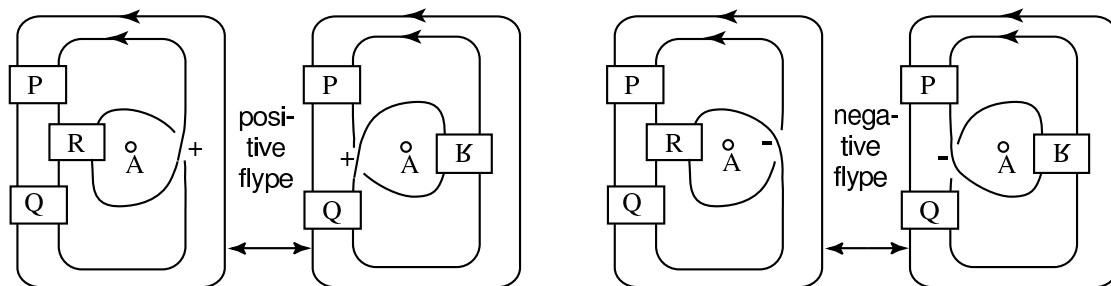 P
R
Q
A
+
posi-
tive
flype
P
+
Q
A
ꓤ
P
R
Q
A
-
nega-
tive
flype
P
-
Q
A
ꓤ